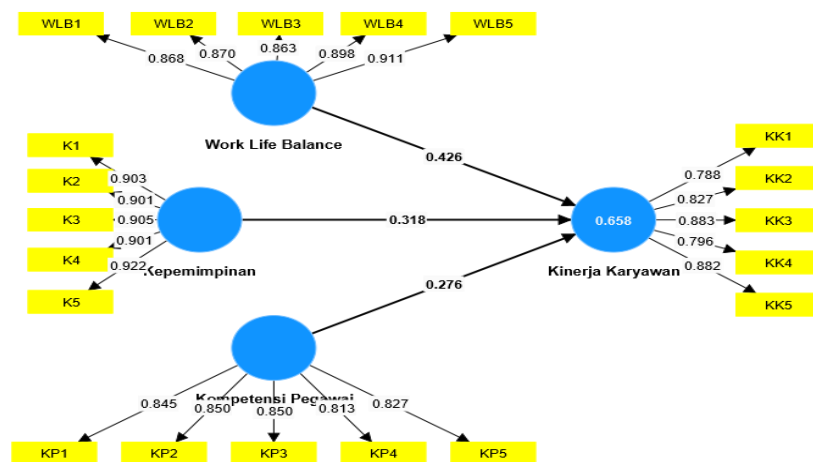 WLB1 WLB2 WLB3 WLB4 WLB5
0.868 0.870 0.863 0.898 0.911
Work Life Balance
0.426
K1
K2
K3
K4
K5
0.903
0.901
0.905
0.901
0.922
Kepemimpinan
0.318
0.658
Kinerja Karyawan
KK1
KK2
KK3
KK4
KK5
0.788
0.827
0.883
0.796
0.882
0.276
Kompetensi Pegawai
0.845 0.850 0.850 0.813 0.827
KP1 KP2 KP3 KP4 KP5